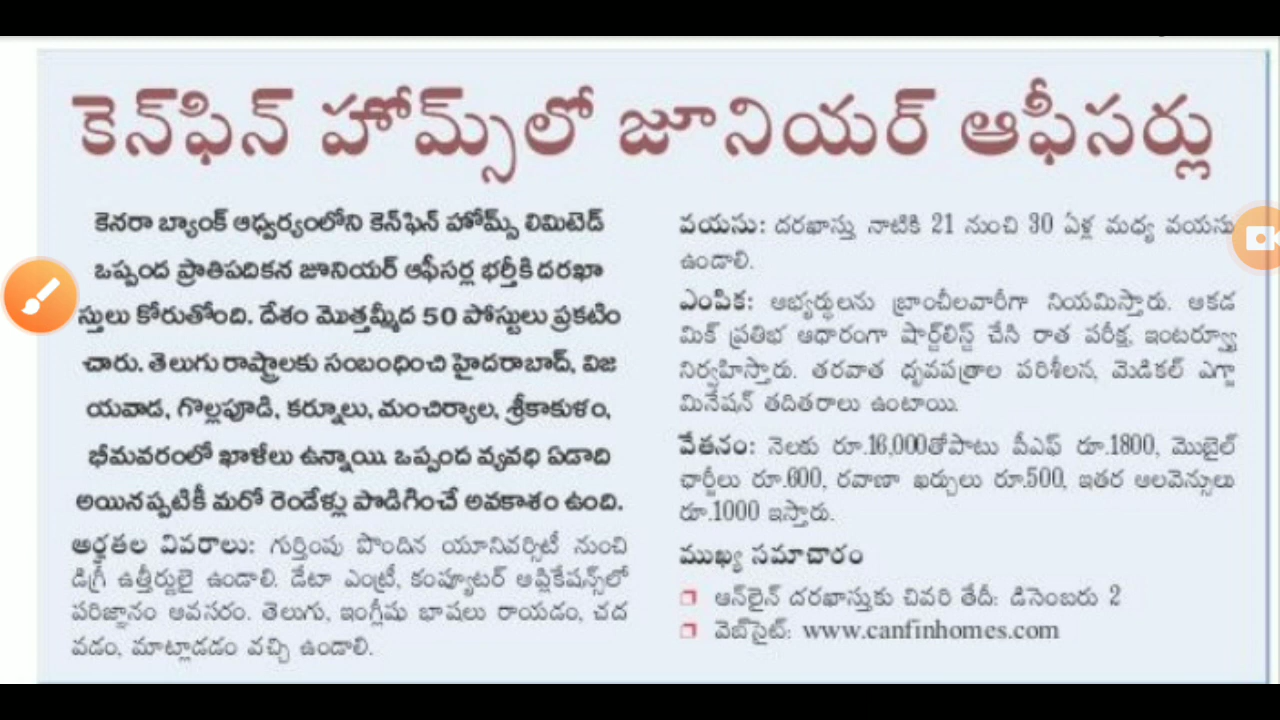 కెన్‌ఫిన్ హోమ్స్‌లో జూనియర్ ఆఫీసర్లు
కెనరా బ్యాంక్ ఆధ్వర్యంలోని కెన్‌ఫిన్ హోమ్స్ లిమిటెడ్
ఒప్పంద ప్రాతిపదికన జూనియర్ ఆఫీసర్ల భర్తీకి దరఖా
స్తులు కోరుతోంది. దేశం మొత్తమ్మీద 50 పోస్టులు ప్రకటిం
చారు. తెలుగు రాష్ట్రాలకు సంబంధించి హైదరాబాద్, విజ
యవాడ, గొల్లపూడి, కర్నూలు, మంచిర్యాల, శ్రీకాకుళం,
భీమవరంలో ఖాళీలు ఉన్నాయి. ఒప్పంద వ్యవధి ఏడాది
అయినప్పటికీ మరో రెండేళ్లు పొడిగించే అవకాశం ఉంది.
అర్హతల వివరాలు: గుర్తింపు పొందిన యూనివర్సిటీ నుంచి
డిగ్రీ ఉత్తీర్ణులై ఉండాలి. డేటా ఎంట్రీ, కంప్యూటర్ అప్లికేషన్స్‌లో
పరిజ్ఞానం అవసరం. తెలుగు, ఇంగ్లీషు భాషలు రాయడం, చద
వడం, మాట్లాడడం వచ్చి ఉండాలి.
వయసు: దరఖాస్తు నాటికి 21 నుంచి 30 ఏళ్ల మధ్య వయసు
ఉండాలి.
ఎంపిక: అభ్యర్థులను బ్రాంచీలవారీగా నియమిస్తారు. అకడ
మిక్ ప్రతిభ ఆధారంగా షార్ట్‌లిస్ట్ చేసి రాత పరీక్ష, ఇంటర్వ్యూ
నిర్వహిస్తారు. తరవాత ధృవపత్రాల పరిశీలన, మెడికల్ ఎగ్జా
మినేషన్ తదితరాలు ఉంటాయి.
వేతనం: నెలకు రూ.16,000తోపాటు పీఎఫ్ రూ.1800, మొబైల్
ఛార్జీలు రూ.600, రవాణా ఖర్చులు రూ.500, ఇతర అలవెన్సులు
రూ.1000 ఇస్తారు.
ముఖ్య సమాచారం
❒ ఆన్‌లైన్ దరఖాస్తుకు చివరి తేదీ: డిసెంబరు 2
❒ వెబ్‌సైట్: www.canfinhomes.com